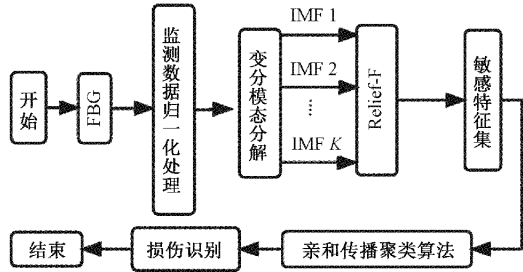 开始
FBG
监测数据归一化处理
变分模态分解
IMF 1
IMF 2
....
IMF K
Relief-F
敏感特征集
亲和传播聚类算法
损伤识别
结束